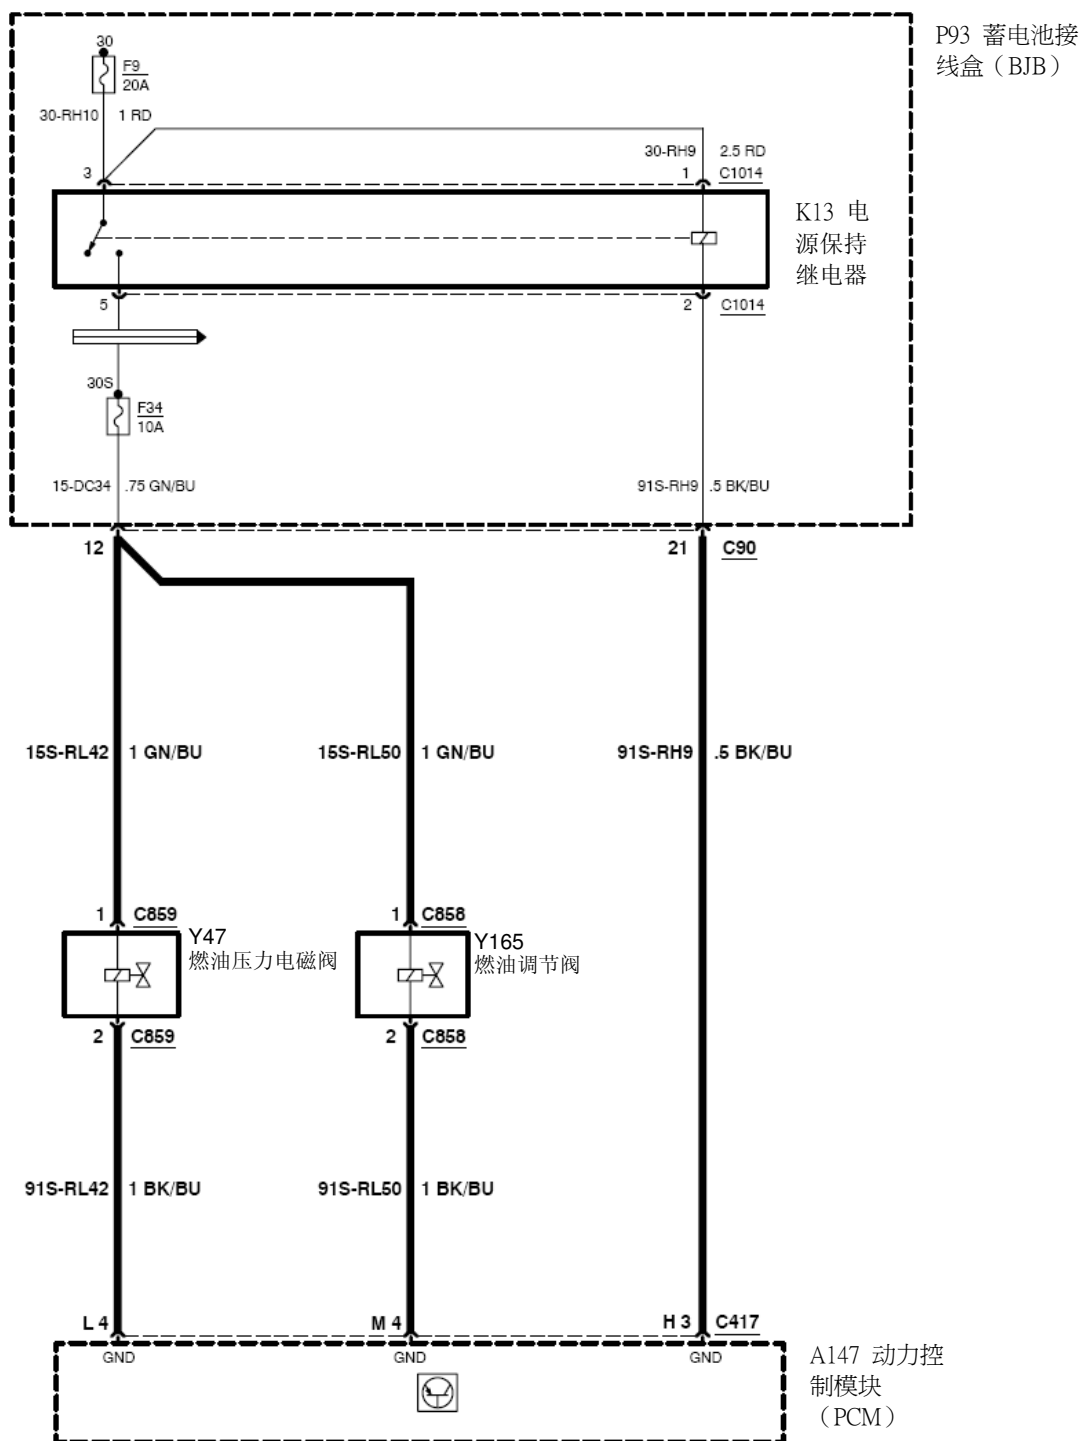 P93 蓄电池接
线盒（BJB）
30
F9
20A
30-RH10 1 RD
30-RH9 2.5 RD
3
1 C1014
K13 电
源保持
继电器
5
2 C1014
30S
F34
10A
15-DC34 .75 GN/BU
91S-RH9 .5 BK/BU
12
21 C90
15S-RL42 1 GN/BU
15S-RL50 1 GN/BU
91S-RH9 .5 BK/BU
1 C859
1 C858
Y47
燃油压力电磁阀
Y165
燃油调节阀
2 C859
2 C858
91S-RL42 1 BK/BU
91S-RL50 1 BK/BU
L 4
M 4
H 3 C417
GND
GND
GND
A147 动力控
制模块
（PCM）